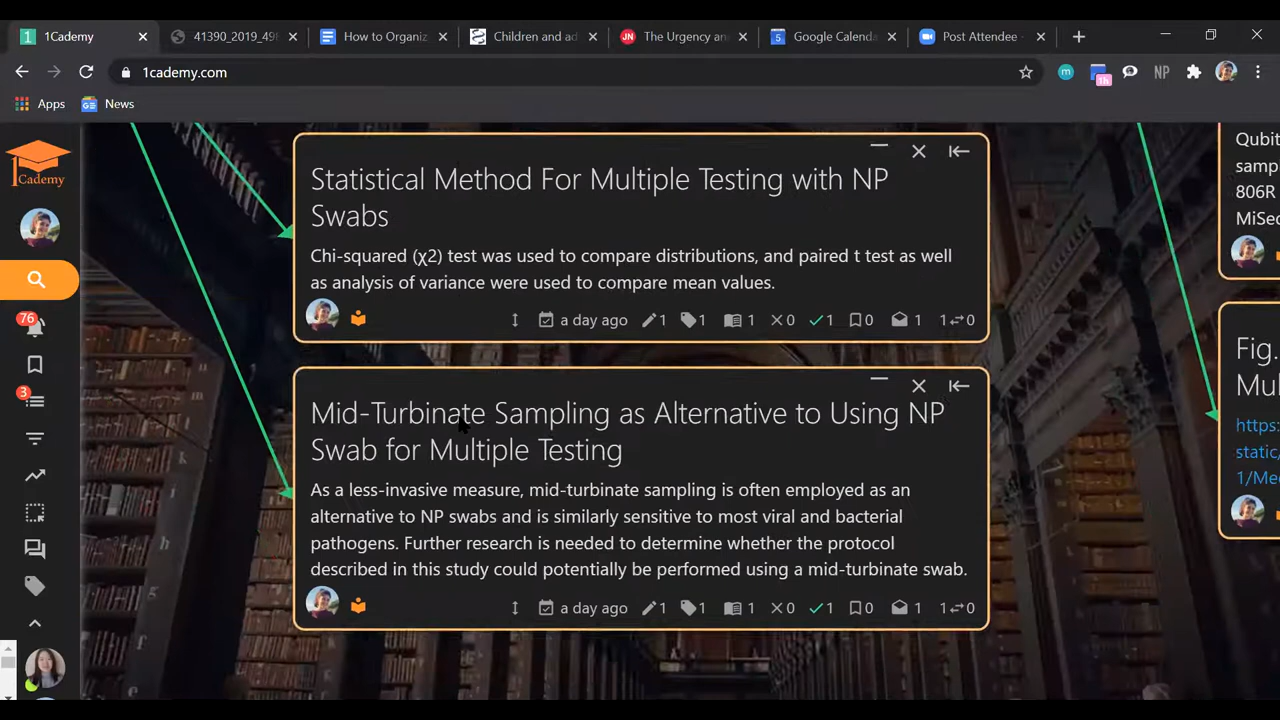 1Cademy
41390_2019_49
How to Organiz
Children and ad
The Urgency an
Google Calenda
Post Attendee -
1cademy.com
1h
NP
Apps
News
Cademy
76
3
Statistical Method For Multiple Testing with NP
Swabs
Chi-squared (χ2) test was used to compare distributions, and paired t test as well
as analysis of variance were used to compare mean values.
a day ago 1 1 1 0 1 0 1 1 0
Mid-Turbinate Sampling as Alternative to Using NP
Swab for Multiple Testing
As a less-invasive measure, mid-turbinate sampling is often employed as an
alternative to NP swabs and is similarly sensitive to most viral and bacterial
pathogens. Further research is needed to determine whether the protocol
described in this study could potentially be performed using a mid-turbinate swab.
a day ago 1 1 1 0 1 0 1 1 0
Qubit
samp
806R
MiSec
Fig.
Mul
https:
static/
1/Med